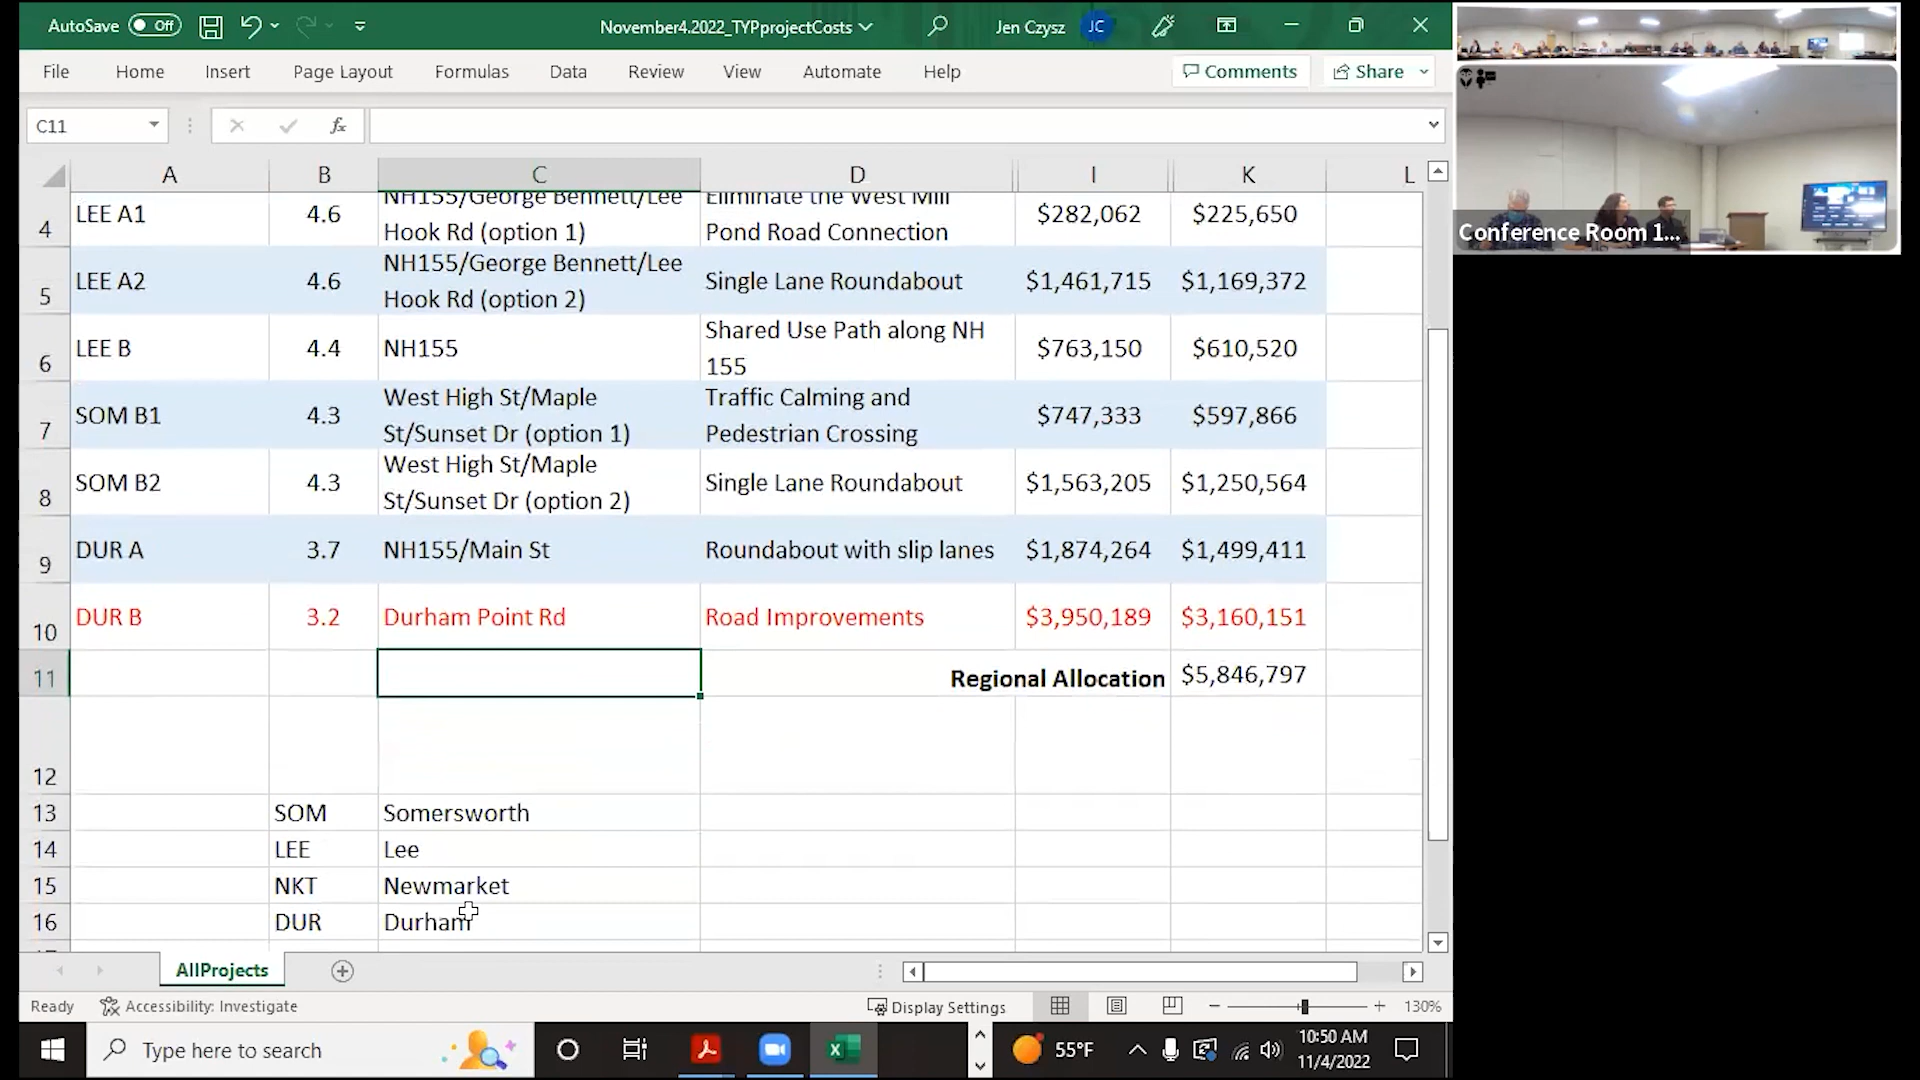 AutoSave Off
November4.2022_TYPprojectCosts
Jen Czysz JC
File Home Insert Page Layout Formulas Data Review View Automate Help Comments Share
C11 fx
A B C D I K L
4 LEE A1 4.6 NH155/George Bennett/Lee Hook Rd (option 1) Eliminate the West Mill Pond Road Connection $282,062 $225,650
5 LEE A2 4.6 NH155/George Bennett/Lee Hook Rd (option 2) Single Lane Roundabout $1,461,715 $1,169,372
6 LEE B 4.4 NH155 Shared Use Path along NH 155 $763,150 $610,520
7 SOM B1 4.3 West High St/Maple St/Sunset Dr (option 1) Traffic Calming and Pedestrian Crossing $747,333 $597,866
8 SOM B2 4.3 West High St/Maple St/Sunset Dr (option 2) Single Lane Roundabout $1,563,205 $1,250,564
9 DUR A 3.7 NH155/Main St Roundabout with slip lanes $1,874,264 $1,499,411
10 DUR B 3.2 Durham Point Rd Road Improvements $3,950,189 $3,160,151
11 Regional Allocation $5,846,797
12
13 SOM Somersworth
14 LEE Lee
15 NKT Newmarket
16 DUR Durham
AllProjects
Ready Accessibility: Investigate Display Settings 130%
Type here to search 55°F 10:50 AM
11/4/2022
Conference Room 1...